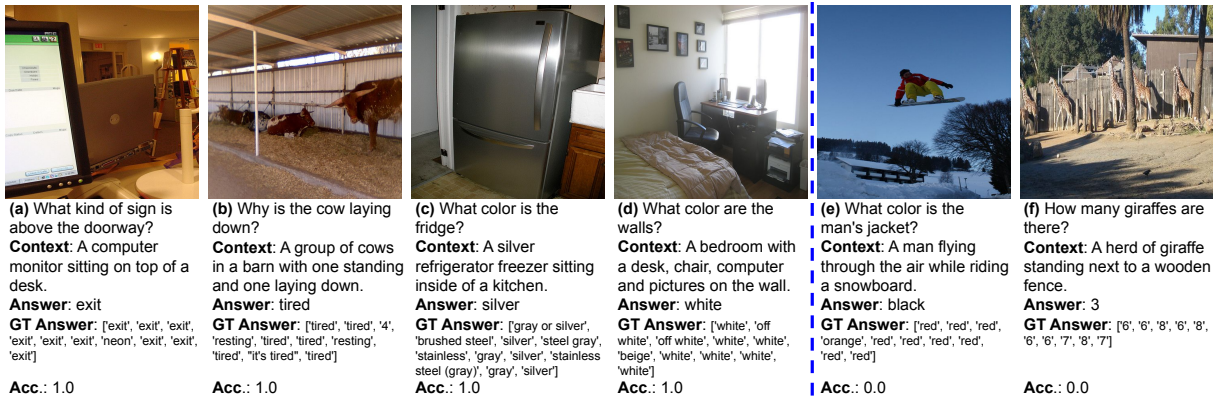 (a) What kind of sign is
above the doorway?
Context: A computer
monitor sitting on top of a
desk.
Answer: exit
GT Answer: ['exit', 'exit', 'exit',
'exit', 'exit', 'exit', 'neon', 'exit', 'exit',
'exit']
Acc.: 1.0
(b) Why is the cow laying
down?
Context: A group of cows
in a barn with one standing
and one laying down.
Answer: tired
GT Answer: ['tired', 'tired', '4',
'resting', 'tired', 'tired', 'resting',
'tired', "it's tired", 'tired']
Acc.: 1.0
(c) What color is the
fridge?
Context: A silver
refrigerator freezer sitting
inside of a kitchen.
Answer: silver
GT Answer: ['gray or silver',
'brushed steel', 'silver', 'steel gray',
'stainless', 'gray', 'silver', 'stainless
steel (gray)', 'gray', 'silver']
Acc.: 1.0
(d) What color are the
walls?
Context: A bedroom with
a desk, chair, computer
and pictures on the wall.
Answer: white
GT Answer: ['white', 'off
white', 'off white', 'white', 'white',
'beige', 'white', 'white', 'white',
'white']
Acc.: 1.0
(e) What color is the
man's jacket?
Context: A man flying
through the air while riding
a snowboard.
Answer: black
GT Answer: ['red', 'red', 'red',
'orange', 'red', 'red', 'red', 'red',
'red', 'red']
Acc.: 0.0
(f) How many giraffes are
there?
Context: A herd of giraffe
standing next to a wooden
fence.
Answer: 3
GT Answer: ['6', '6', '8', '6', '8',
'6', '6', '7', '8', '7']
Acc.: 0.0